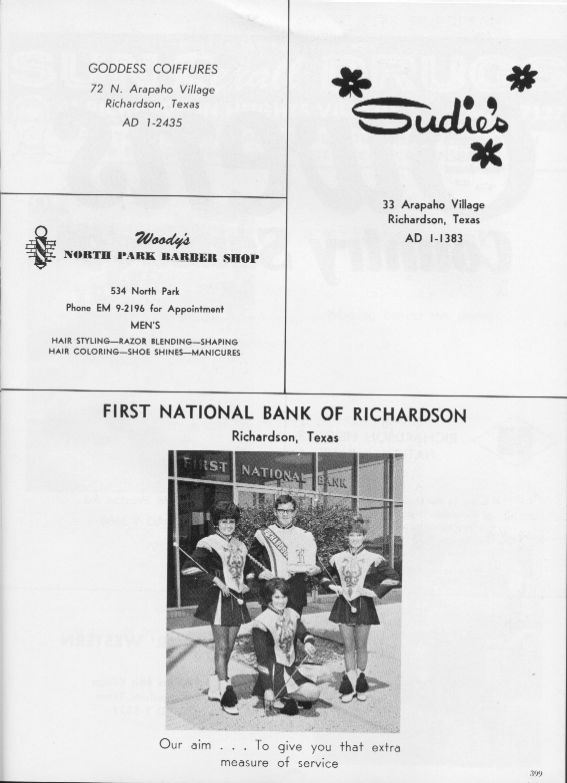 GODDESS COIFFURES
72 N. Arapaho Village
Richardson, Texas
AD 1-2435
Sudie's
33 Arapaho Village
Richardson, Texas
AD 1-1383
Woody's
NORTH PARK BARBER SHOP
534 North Park
Phone EM 9-2196 for Appointment
MEN'S
HAIR STYLING—RAZOR BLENDING—SHAPING
HAIR COLORING—SHOE SHINES—MANICURES
FIRST NATIONAL BANK OF RICHARDSON
Richardson, Texas
FIRST NATIONAL BANK
R
Our aim . . . To give you that extra
measure of service
399